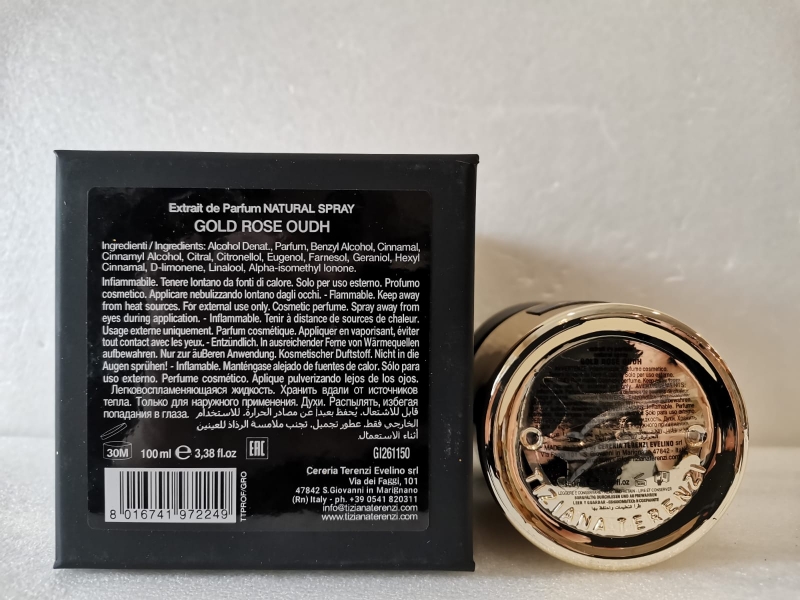 Extrait de Parfum NATURAL SPRAY
GOLD ROSE OUDH
Ingredienti / Ingredients: Alcohol Denat., Parfum, Benzyl Alcohol, Cinnamal,
Cinnamyl Alcohol, Citral, Citronellol, Eugenol, Farnesol, Geraniol, Hexyl
Cinnamal, D-limonene, Linalool, Alpha-isomethyl Ionone.
Infiammabile. Tenere lontano da fonti di calore. Solo per uso esterno. Profumo
cosmetico. Applicare nebulizzando lontano dagli occhi. - Flammable. Keep away
from heat sources. For external use only. Cosmetic perfume. Spray away from
eyes during application. - Inflammable. Tenir à distance de sources de chaleur.
Usage externe uniquement. Parfum cosmétique. Appliquer en vaporisant, éviter
tout contact avec les yeux. - Entzündlich. In ausreichender Ferne von Wärmequellen
aufbewahren. Nur zur äußeren Anwendung. Kosmetischer Duftstoff. Nicht in die
Augen sprühen! - Inflamable. Manténgase alejado de fuentes de calor. Sólo para
uso externo. Perfume cosmético. Aplique pulverizando lejos de los ojos.
Легковоспламеняющаяся жидкость. Хранить вдали от источников
тепла. Только для наружного применения. Духи. Распылять, избегая
попадания в глаза. قابل للاشتعال. يُحفظ بعيداً عن مصادر الحرارة. للاستخدام
الخارجي فقط. عطور تجميل. تجنب ملامسة الرذاذ للعينين
أثناء الاستعمال.
30M 100 ml e 3,38 fl.oz. EAC GI261150
Cereria Terenzi Evelino srl
Via dei Faggi, 101
47842 S.Giovanni in Marignano
(Rn) Italy - ph. +39 0541 820311
info@tizianaterenzi.com
www.tizianaterenzi.com
8 016741 972249
TTPROF/GRO
GOLD ROSE OUDH
CERERIA TERENZI EVELINO srl
TIZIANA TERENZI